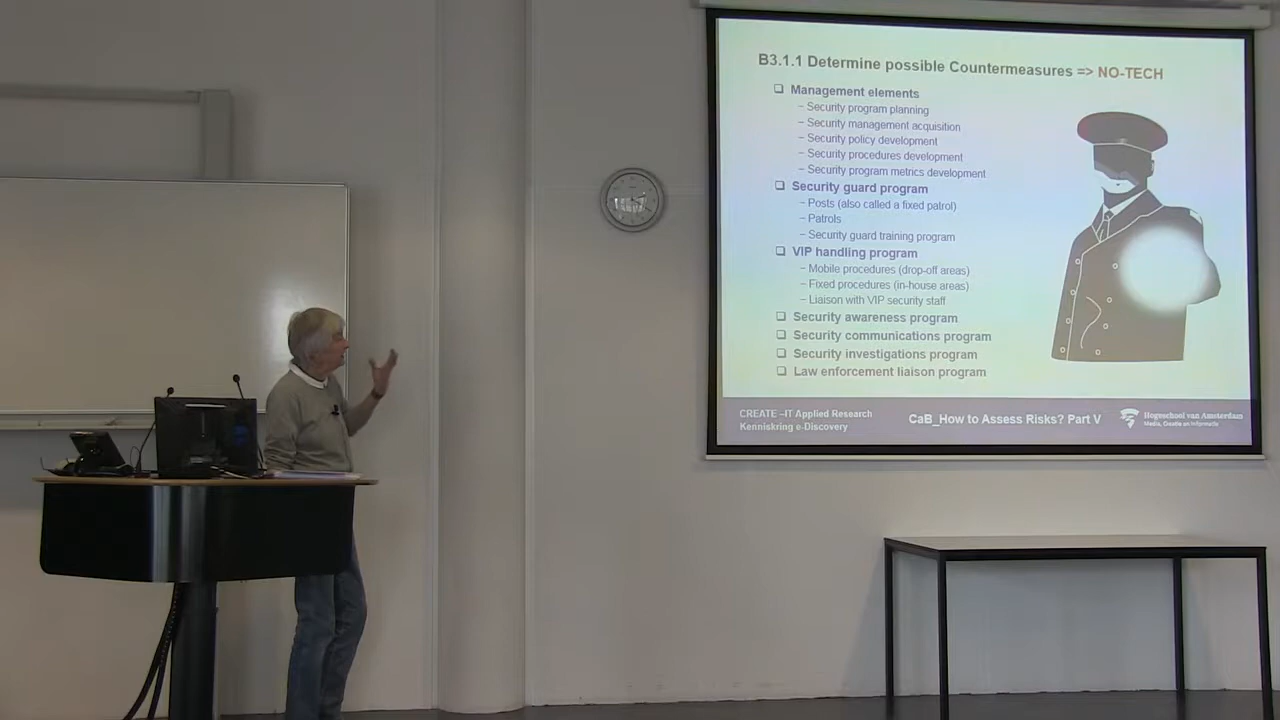 B3.1.1 Determine possible Countermeasures => NO-TECH
❑ Management elements
– Security program planning
– Security management acquisition
– Security policy development
– Security procedures development
– Security program metrics development
❑ Security guard program
– Posts (also called a fixed patrol)
– Patrols
– Security guard training program
❑ VIP handling program
– Mobile procedures (drop-off areas)
– Fixed procedures (in-house areas)
– Liaison with VIP security staff
❑ Security awareness program
❑ Security communications program
❑ Security investigations program
❑ Law enforcement liaison program
CREATE –IT Applied Research
Kenniskring e-Discovery
CaB_How to Assess Risks? Part V
Hogeschool van Amsterdam
Media, Creatie en Informatie